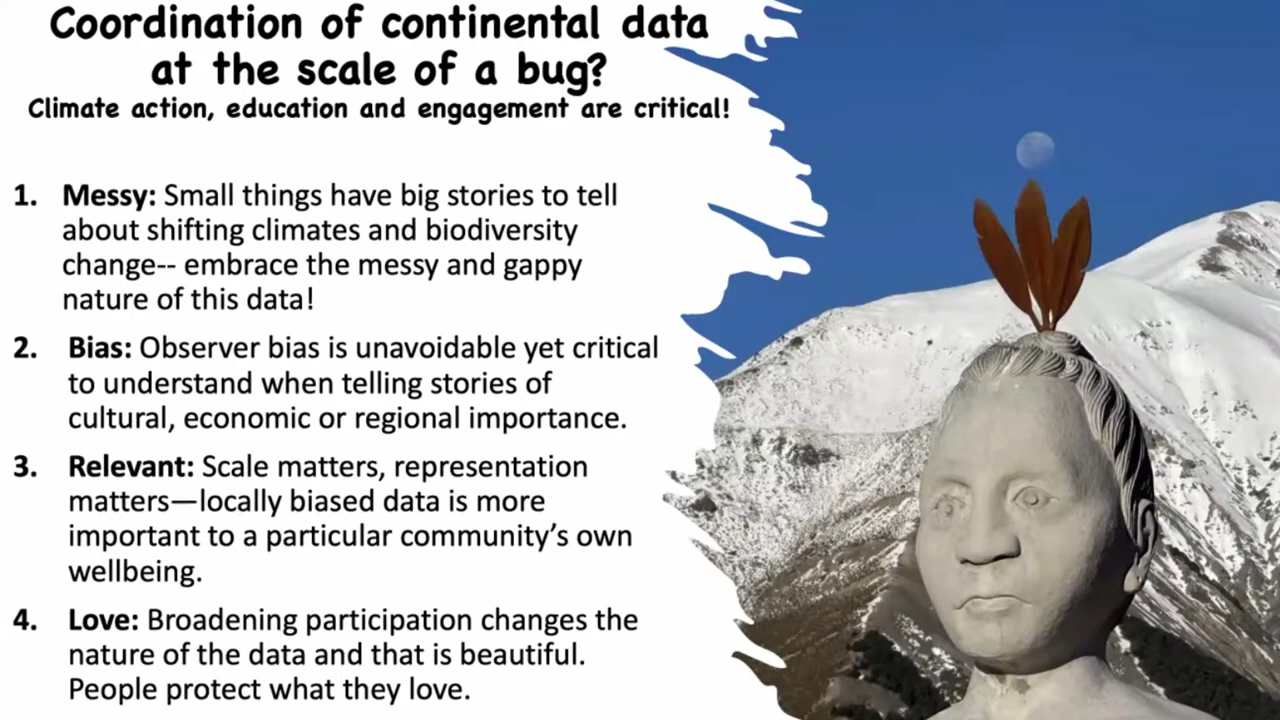 Coordination of continental data
at the scale of a bug?
Climate action, education and engagement are critical!
1. Messy: Small things have big stories to tell
about shifting climates and biodiversity
change-- embrace the messy and gappy
nature of this data!
2. Bias: Observer bias is unavoidable yet critical
to understand when telling stories of
cultural, economic or regional importance.
3. Relevant: Scale matters, representation
matters—locally biased data is more
important to a particular community’s own
wellbeing.
4. Love: Broadening participation changes the
nature of the data and that is beautiful.
People protect what they love.